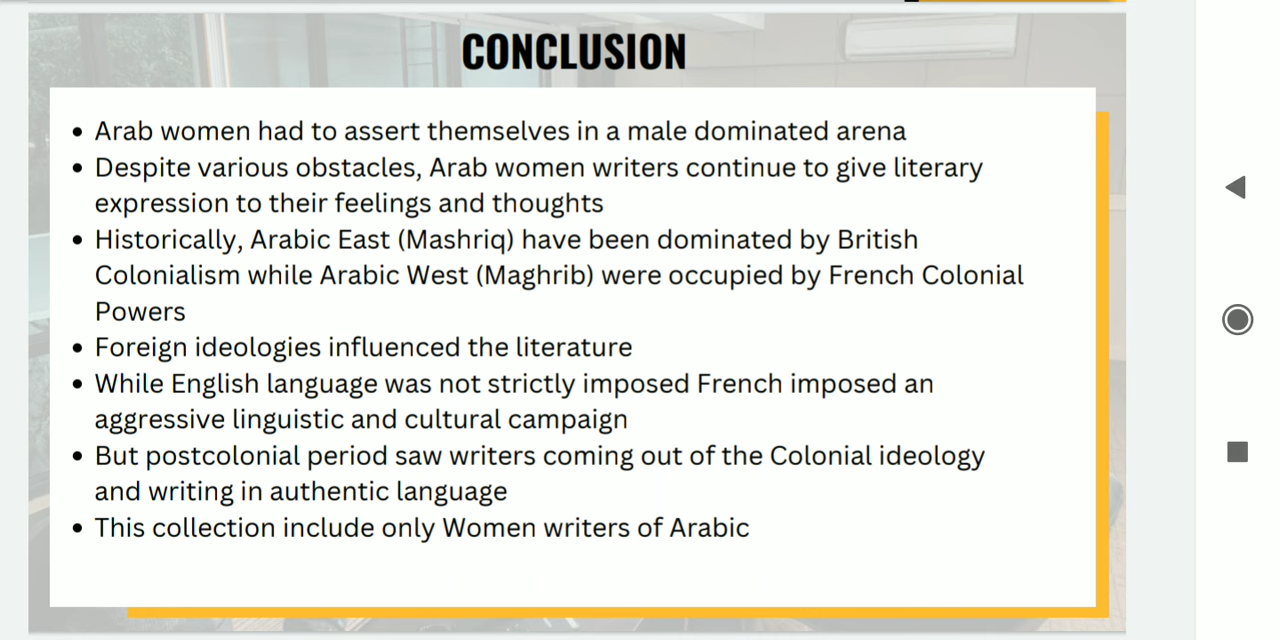 CONCLUSION
• Arab women had to assert themselves in a male dominated arena
• Despite various obstacles, Arab women writers continue to give literary
expression to their feelings and thoughts
• Historically, Arabic East (Mashriq) have been dominated by British
Colonialism while Arabic West (Maghrib) were occupied by French Colonial
Powers
• Foreign ideologies influenced the literature
• While English language was not strictly imposed French imposed an
aggressive linguistic and cultural campaign
• But postcolonial period saw writers coming out of the Colonial ideology
and writing in authentic language
• This collection include only Women writers of Arabic